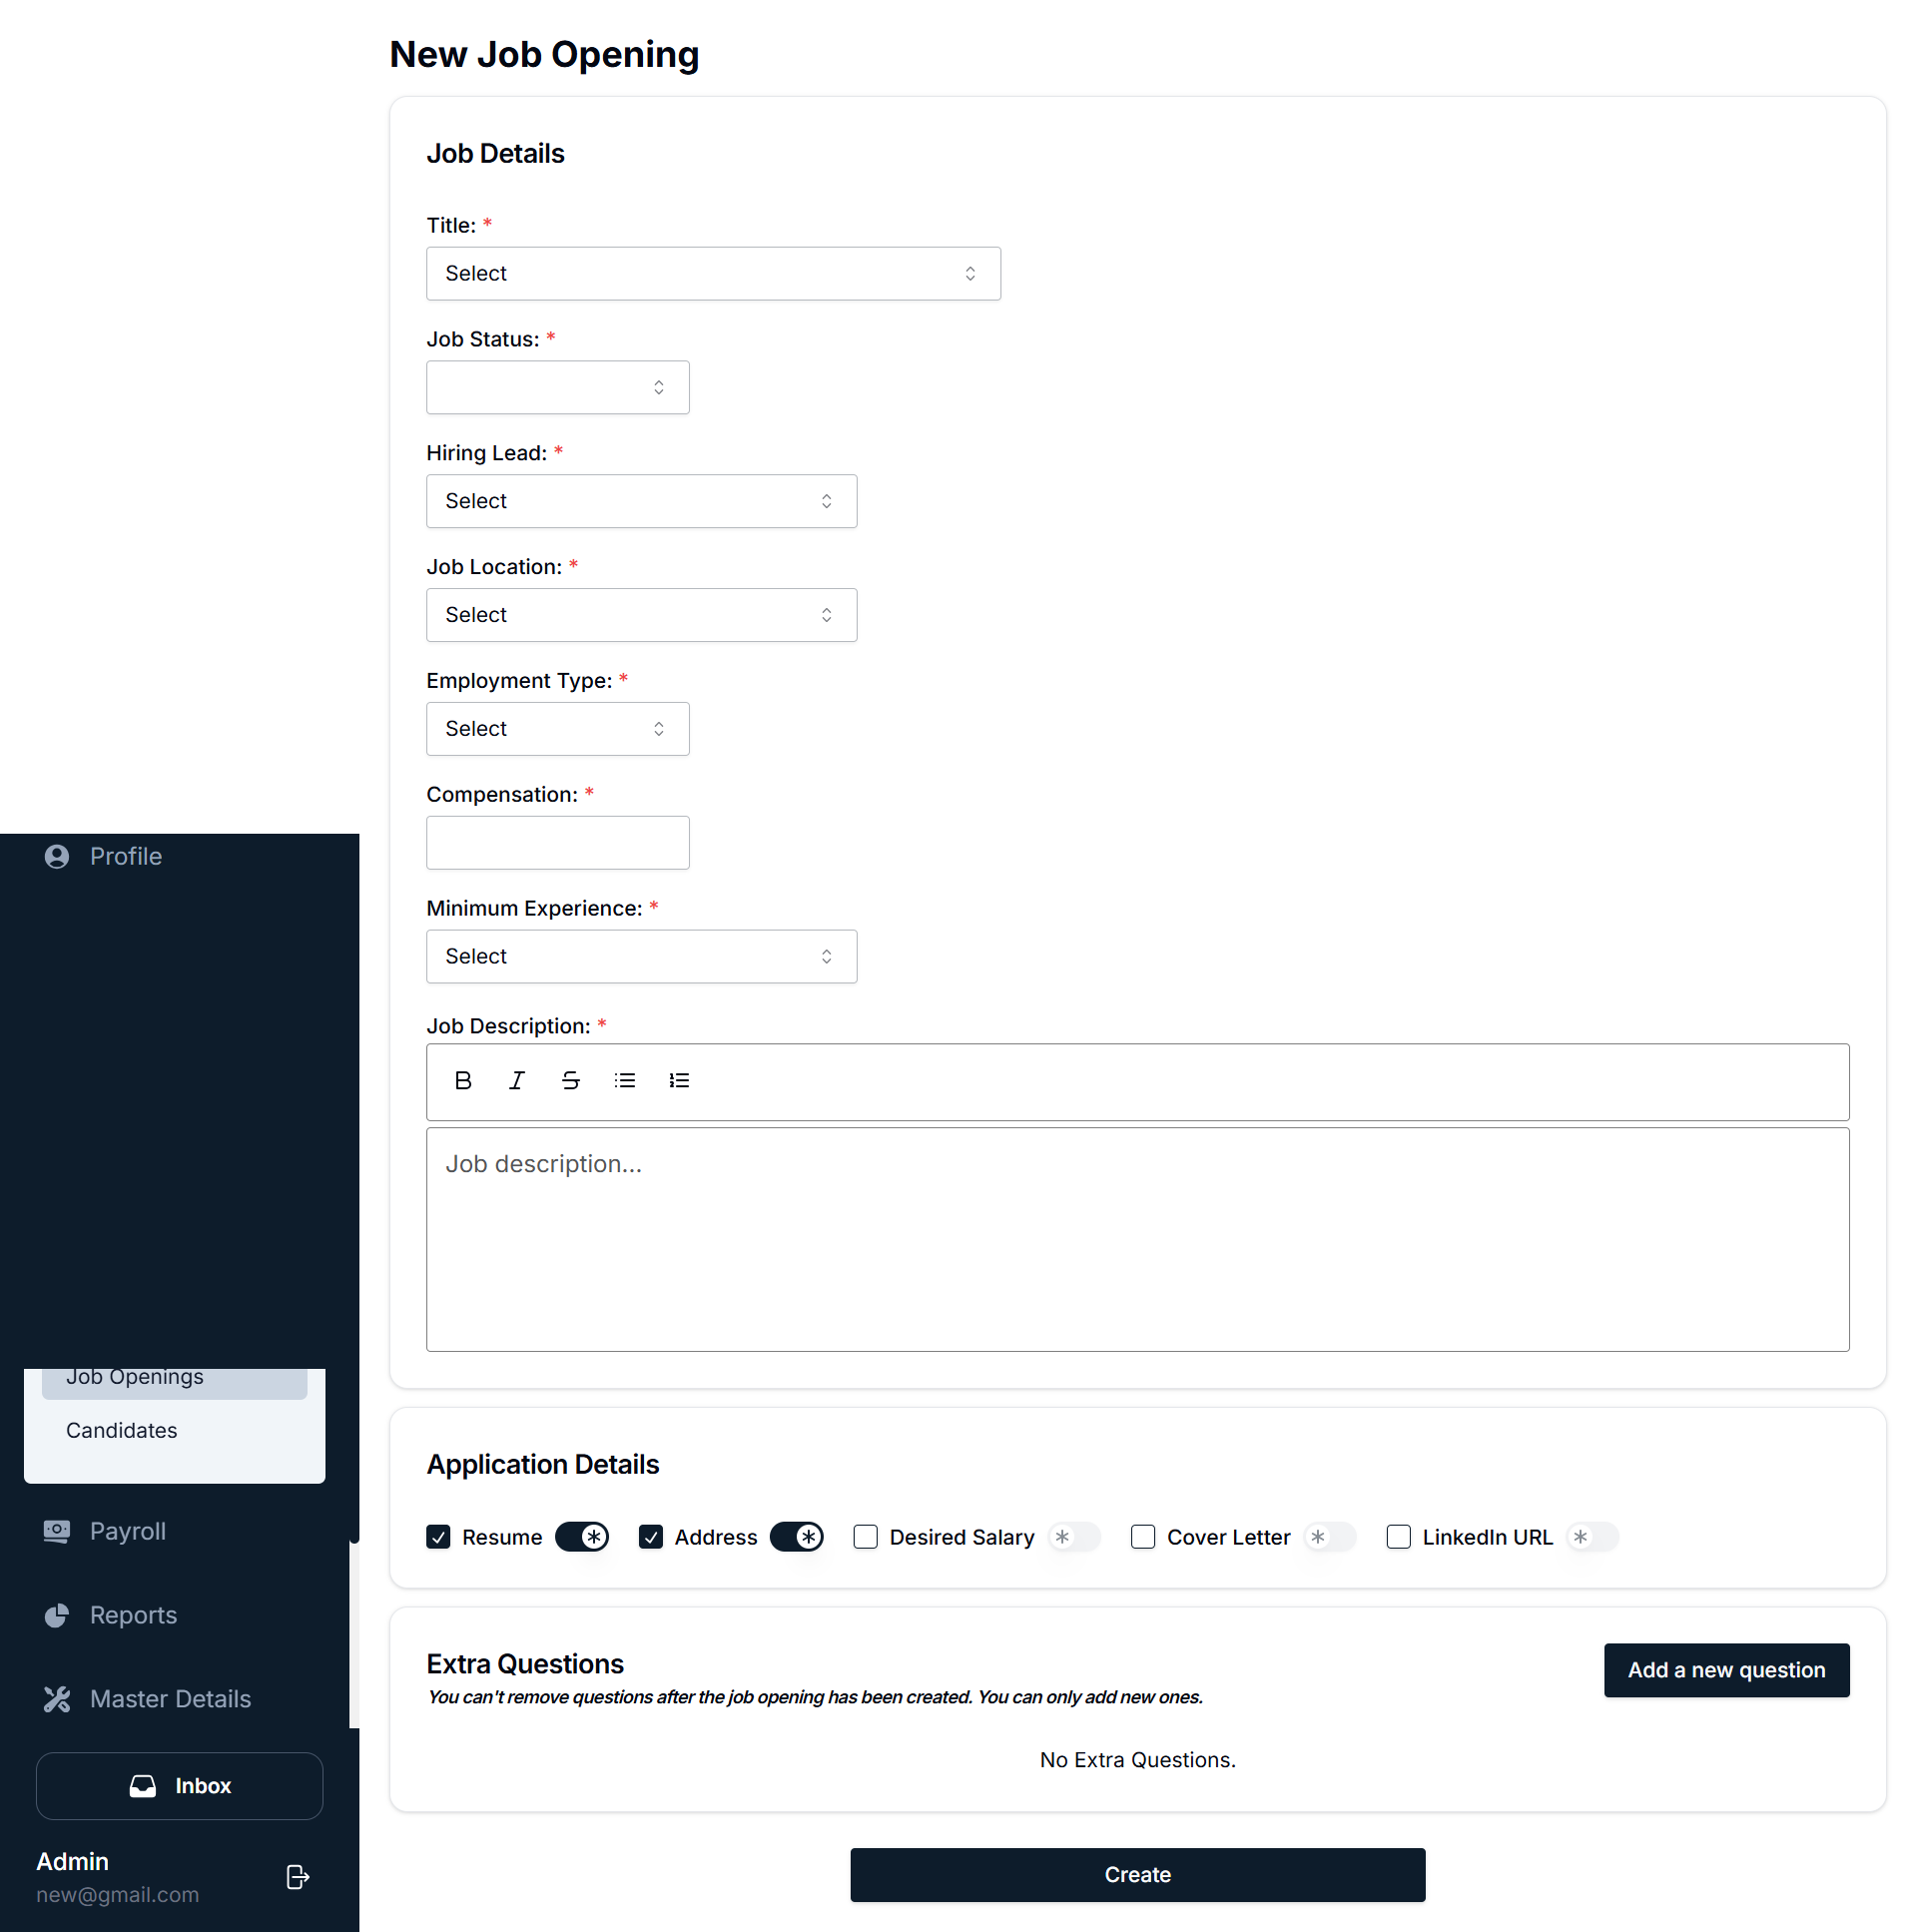 New Job Opening
Job Details
Title: *
Select
Job Status: *
Hiring Lead: *
Select
Job Location: *
Select
Employment Type: *
Select
Compensation: *
Minimum Experience: *
Select
Job Description: *
Job description...
Application Details
Resume
Address
Desired Salary
Cover Letter
LinkedIn URL
Extra Questions
You can't remove questions after the job opening has been created. You can only add new ones.
Add a new question
No Extra Questions.
Create
Profile
Job Openings
Candidates
Payroll
Reports
Master Details
Inbox
Admin
new@gmail.com